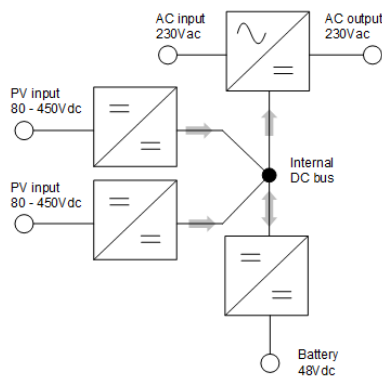 AC input
230Vac
AC output
230Vac
PV input
80 - 450Vdc
PV input
80 - 450Vdc
Internal
DC bus
Battery
48Vdc